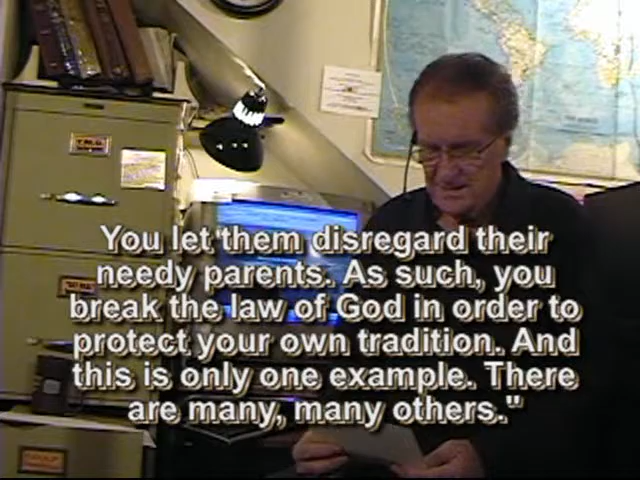 You let them disregard their
needy parents. As such, you
break the law of God in order to
protect your own tradition. And
this is only one example. There
are many, many others."